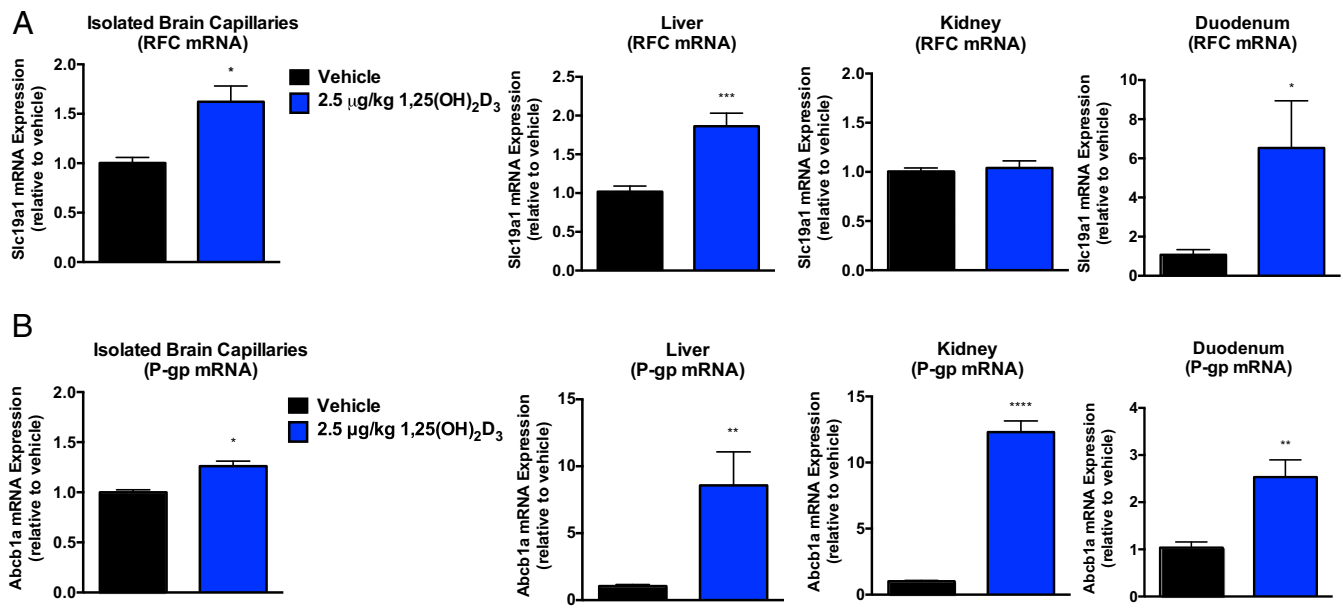 A
Isolated Brain Capillaries
(RFC mRNA)
Slc19a1 mRNA Expression
(relative to vehicle)
2.0
1.5
1.0
0.5
0.0
*
Vehicle
2.5 μg/kg 1,25(OH)2D3
Liver
(RFC mRNA)
Slc19a1 mRNA Expression
(relative to vehicle)
2.5
2.0
1.5
1.0
0.5
0.0
***
Kidney
(RFC mRNA)
Slc19a1 mRNA Expression
(relative to vehicle)
2.0
1.5
1.0
0.5
0.0
Duodenum
(RFC mRNA)
Slc19a1 mRNA Expression
(relative to vehicle)
10
8
6
4
2
0
*
B
Isolated Brain Capillaries
(P-gp mRNA)
Abcb1a mRNA Expression
(relative to vehicle)
2.0
1.5
1.0
0.5
0.0
*
Vehicle
2.5 μg/kg 1,25(OH)2D3
Liver
(P-gp mRNA)
Abcb1a mRNA Expression
(relative to vehicle)
15
10
5
0
**
Kidney
(P-gp mRNA)
Abcb1a mRNA Expression
(relative to vehicle)
15
10
5
0
****
Duodenum
(P-gp mRNA)
Abcb1a mRNA Expression
(relative to vehicle)
4
3
2
1
0
**